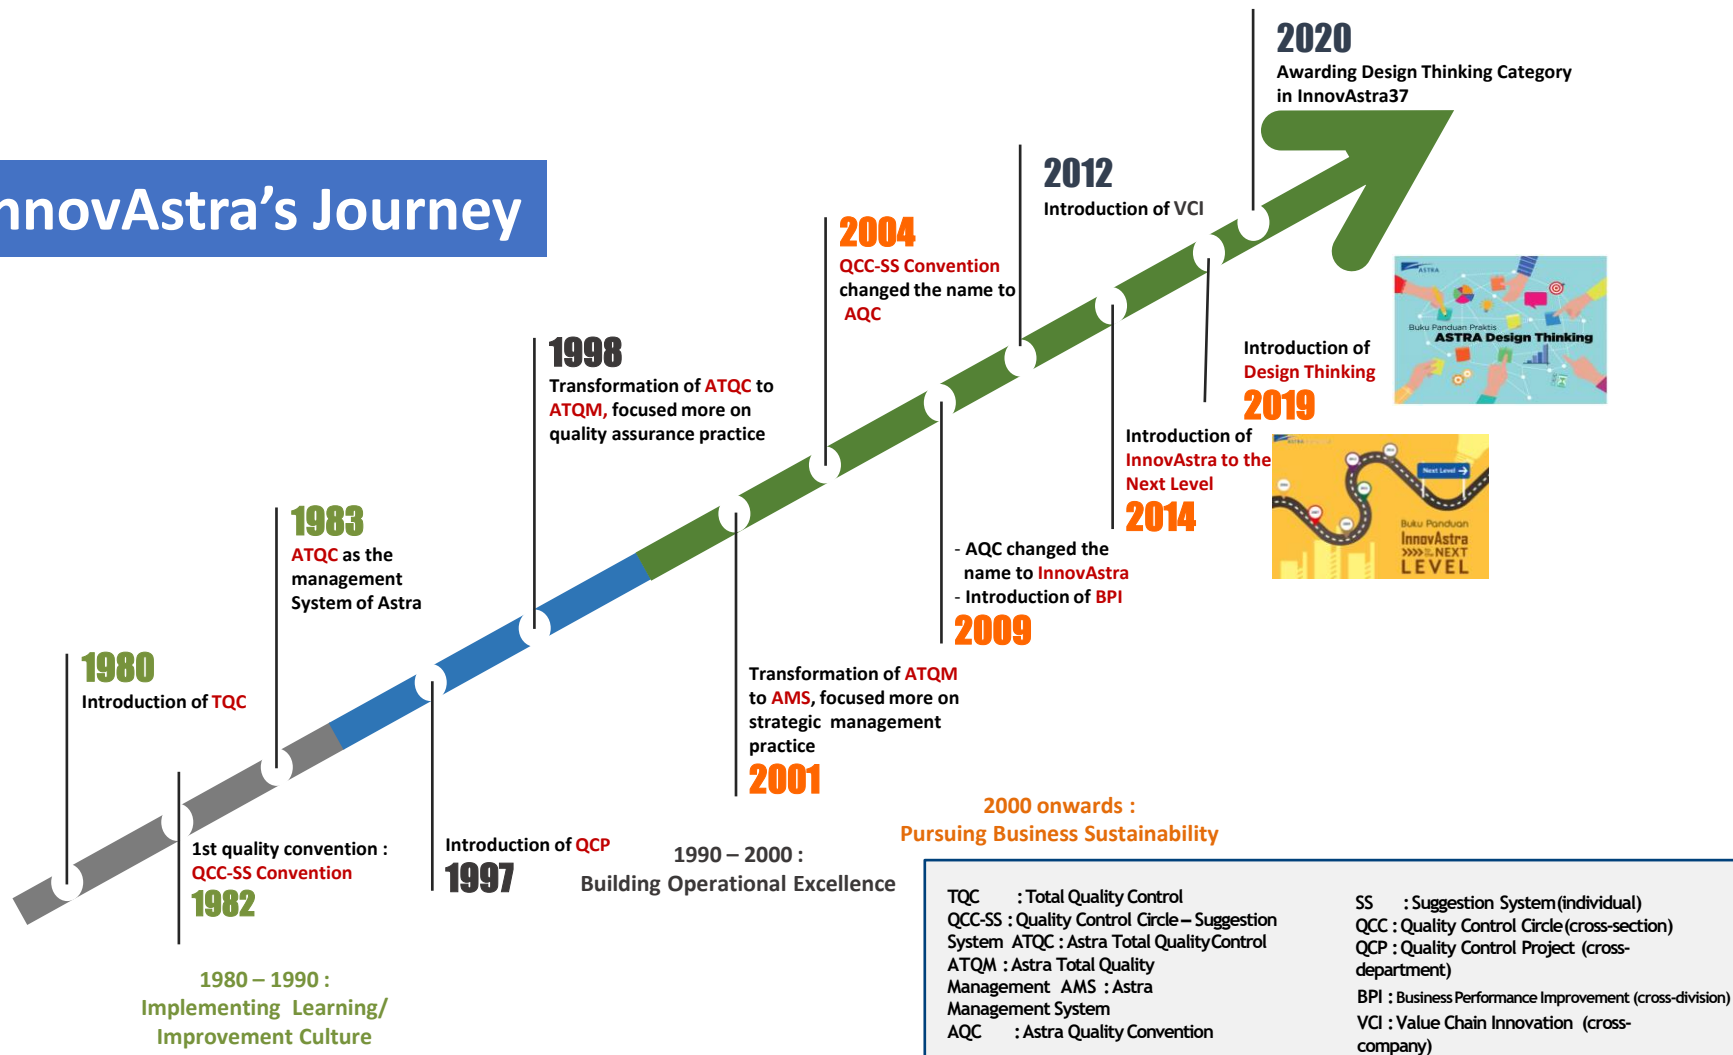 nnovAstra's Journey
2020
Awarding Design Thinking Category
in InnovAstra37
2012
Introduction of VCI
2004
QCC-SS Convention
changed the name to
AQC
1998
Transformation of ATQC to
ATQM, focused more on
quality assurance practice
1983
ATQC as the
management
System of Astra
1980
Introduction of TQC
1st quality convention :
QCC-SS Convention
1982
Introduction of QCP
1997
Transformation of ATQM
to AMS, focused more on
strategic management
practice
2001
- AQC changed the
name to InnovAstra
- Introduction of BPI
2009
Introduction of
InnovAstra to the
Next Level
2014
Introduction of
Design Thinking
2019
ASTRA
Buku Panduan Praktis
ASTRA Design Thinking
Next Level →
Buku Panduan
InnovAstra
>>>> NEXT
LEVEL
1980 – 1990 :
Implementing Learning/
Improvement Culture
1990 – 2000 :
Building Operational Excellence
2000 onwards :
Pursuing Business Sustainability
TQC : Total Quality Control
QCC-SS : Quality Control Circle – Suggestion
System ATQC : Astra Total Quality Control
ATQM : Astra Total Quality
Management AMS : Astra
Management System
AQC : Astra Quality Convention
SS : Suggestion System (individual)
QCC : Quality Control Circle (cross-section)
QCP : Quality Control Project (cross-
department)
BPI : Business Performance Improvement (cross-division)
VCI : Value Chain Innovation (cross-
company)